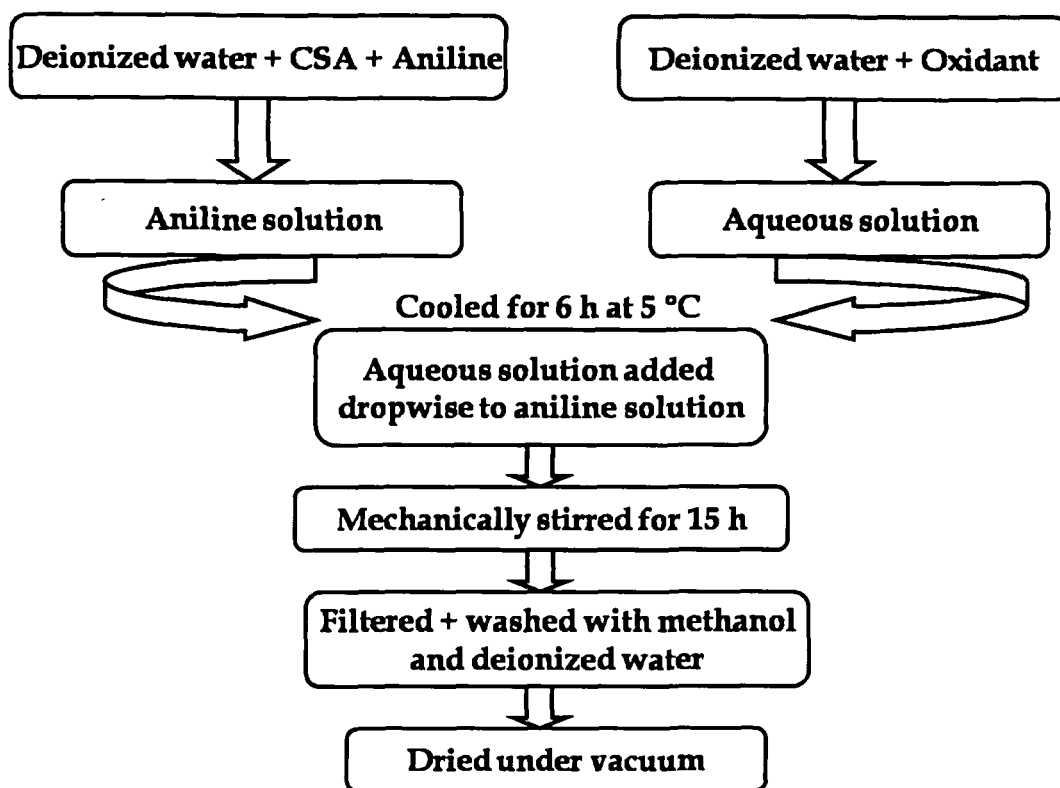 Deionized water + CSA + Aniline
Deionized water + Oxidant
Aniline solution
Aqueous solution
Cooled for 6 h at 5 °C
Aqueous solution added
dropwise to aniline solution
Mechanically stirred for 15 h
Filtered + washed with methanol
and deionized water
Dried under vacuum